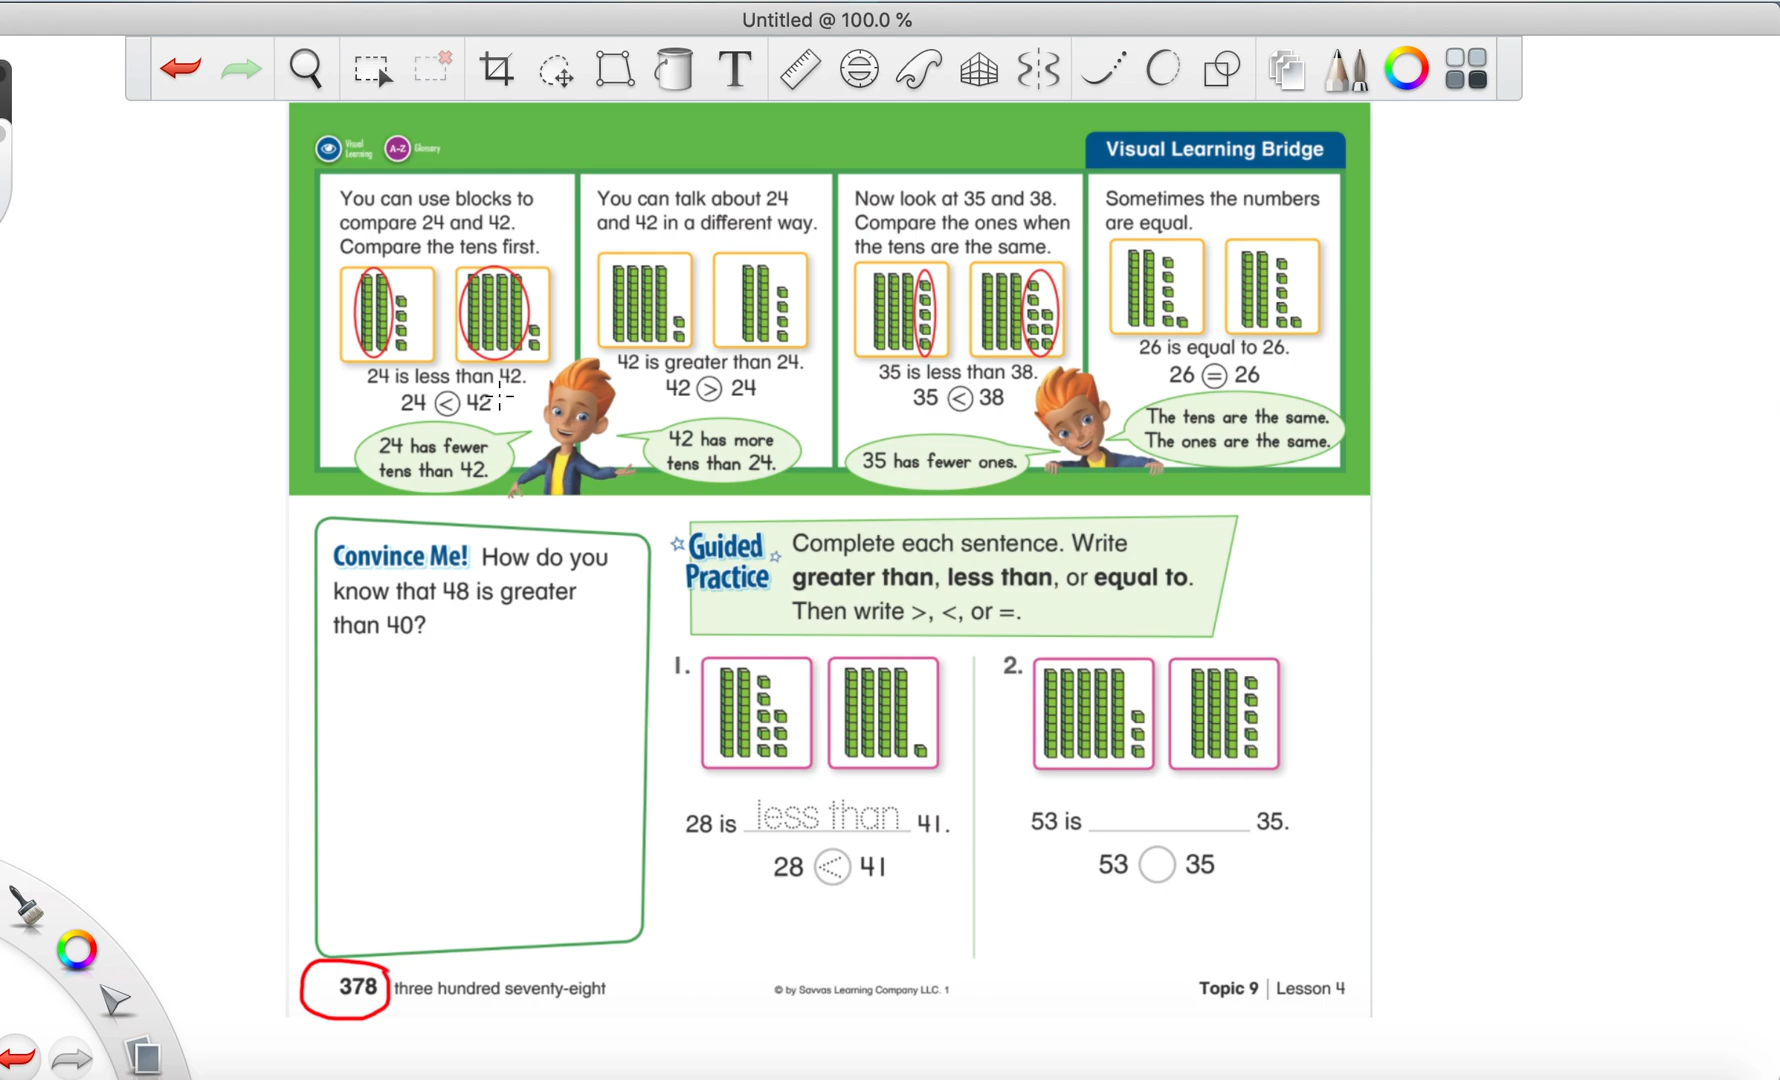 Untitled @ 100.0 %
Visual
Learning
A-Z
Glossary
Visual Learning Bridge
You can use blocks to
compare 24 and 42.
Compare the tens first.
24 is less than 42.
24 < 42
24 has fewer
tens than 42.
You can talk about 24
and 42 in a different way.
42 is greater than 24.
42 > 24
42 has more
tens than 24.
Now look at 35 and 38.
Compare the ones when
the tens are the same.
35 is less than 38.
35 < 38
35 has fewer ones.
Sometimes the numbers
are equal.
26 is equal to 26.
26 = 26
The tens are the same.
The ones are the same.
Convince Me! How do you
know that 48 is greater
than 40?
Guided
Practice
Complete each sentence. Write
greater than, less than, or equal to.
Then write >, <, or =.
1.
28 is less than 41.
28 < 41
2.
53 is ____________ 35.
53 ◯ 35
378 three hundred seventy-eight
© by Savvas Learning Company LLC. 1
Topic 9 | Lesson 4